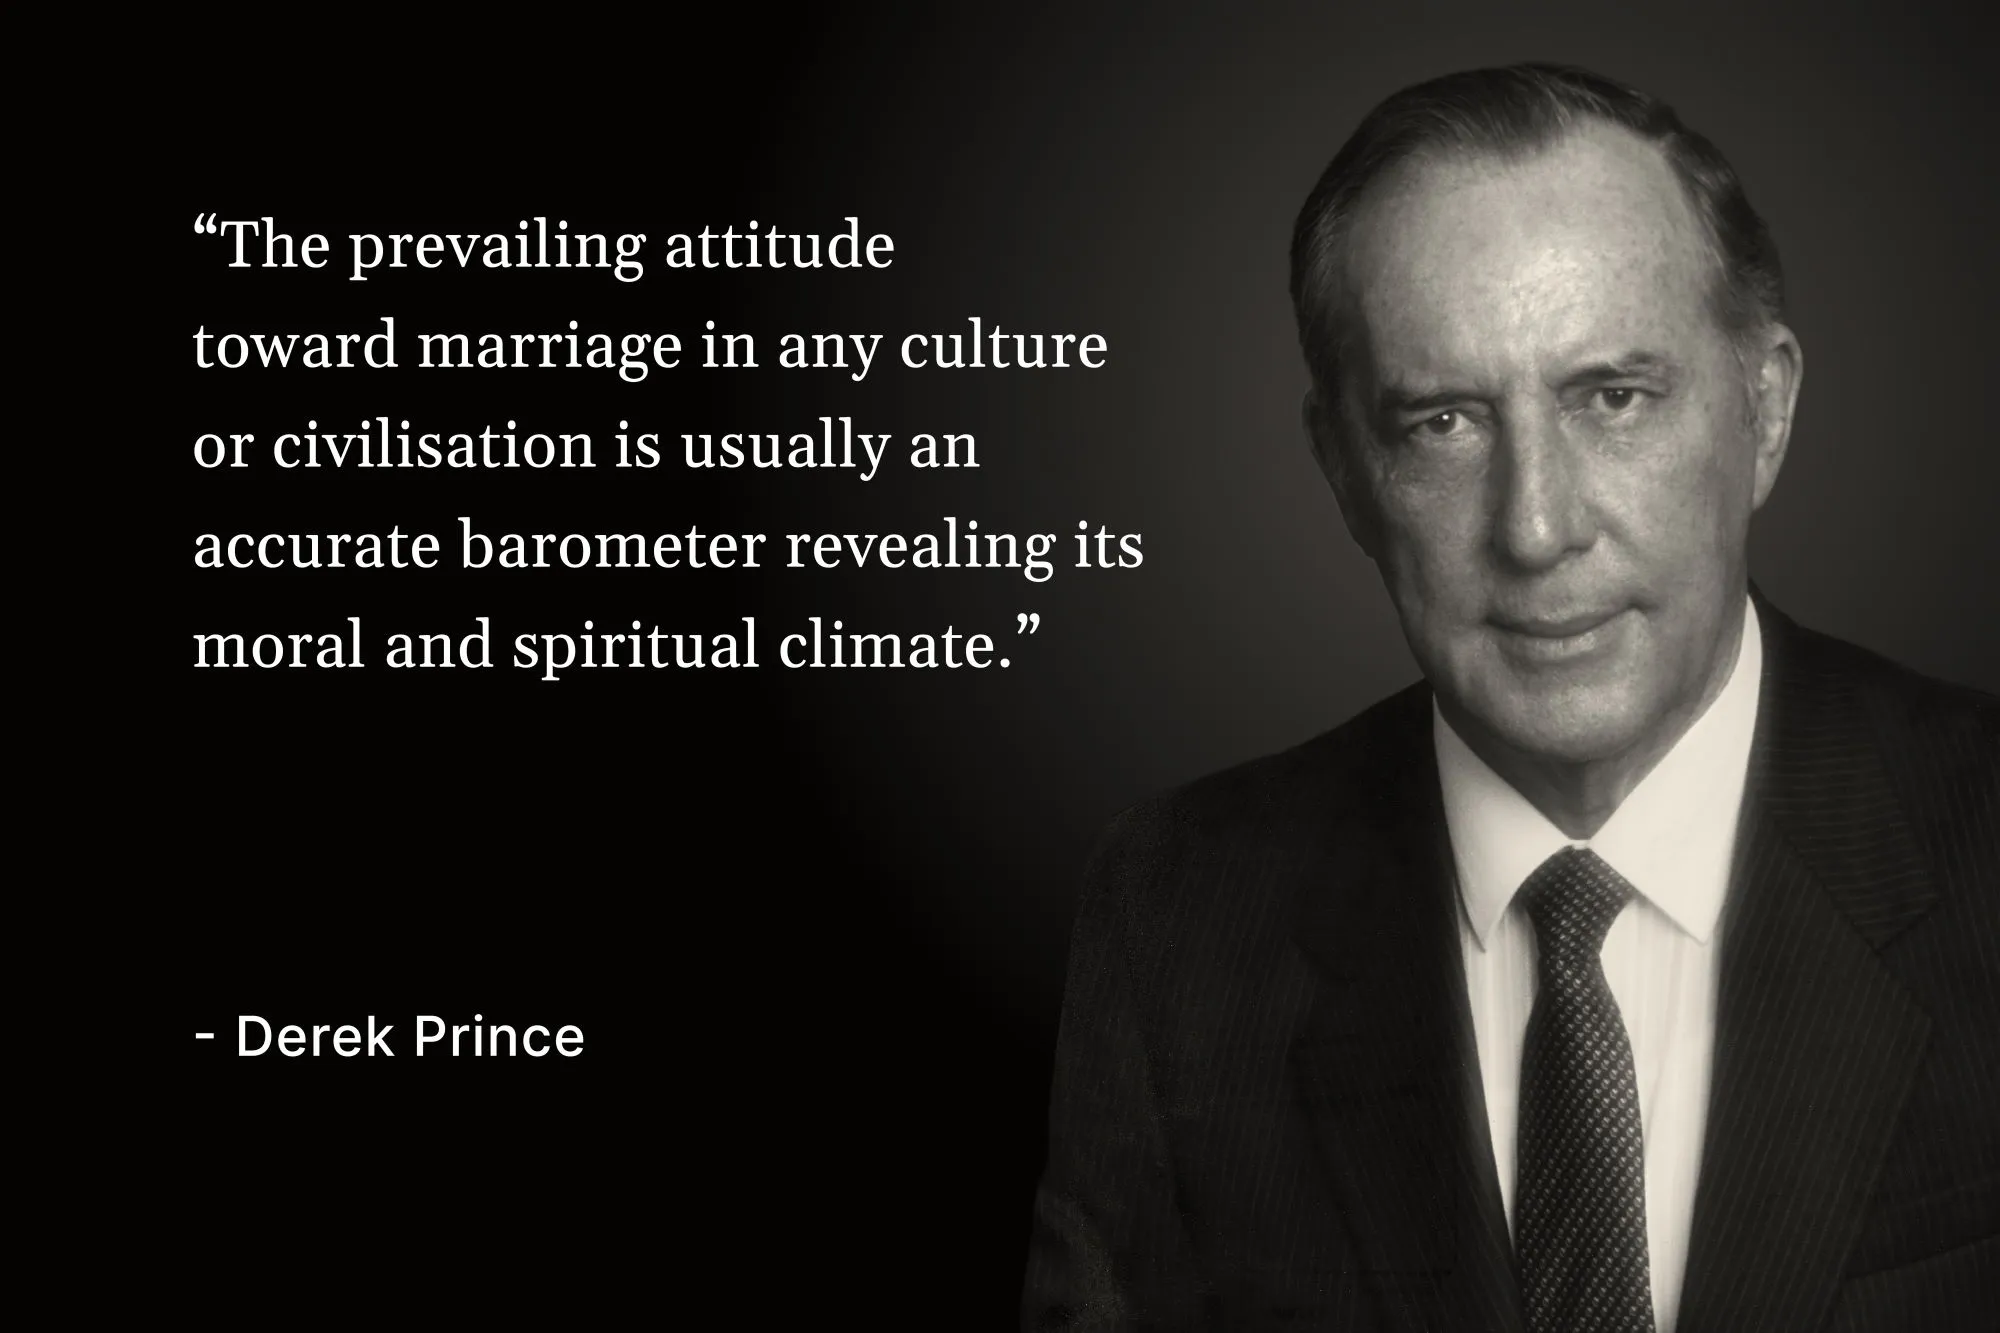 “The prevailing attitude
toward marriage in any culture
or civilisation is usually an
accurate barometer revealing its
moral and spiritual climate.”
- Derek Prince